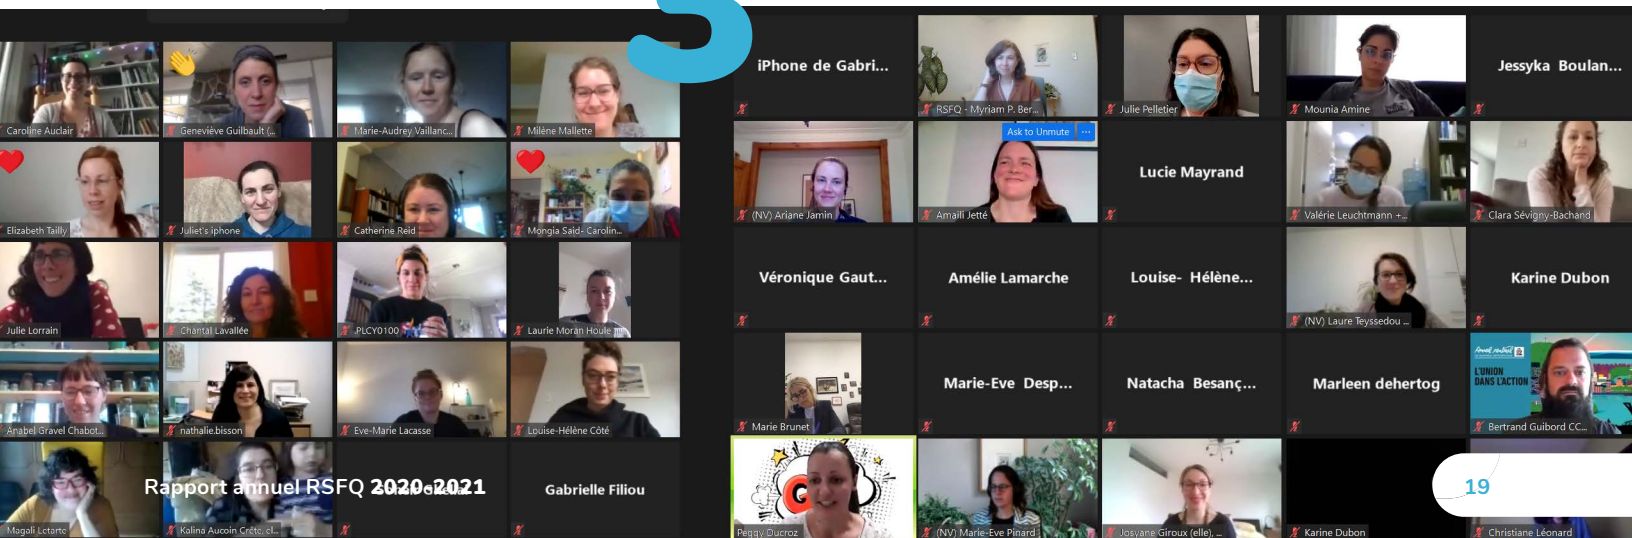 Caroline Auclair
Geneviève Guilbault (...
Marie-Audrey Vaillanc...
Milène Mallette
Elizabeth Tailly
Juliet's iphone
Catherine Reid
Mongia Said- Carolin...
Julie Lorrain
Chantal Lavallée
.PLCY0100
Laurie Moran Houle
Anabel Gravel Chabot...
nathalie.bisson
Eve-Marie Lacasse
Louise-Hélène Côté
Magali Letarte
Kalina Aucoin Crête, el...
Gabrielle Filiou
Rapport annuel RSFQ 2020-2021
iPhone de Gabri...
RSFQ - Myriam P. Ber...
Julie Pelletier
Mounia Amine
Jessyka Boulan...
(NV) Ariane Jamin
Ask to Unmute ...
Amaili Jetté
Lucie Mayrand
Valérie Leuchtmann +...
Clara Sévigny-Bachand
Véronique Gaut...
Amélie Lamarche
Louise- Hélène...
(NV) Laure Teyssedou ...
Karine Dubon
Marie Brunet
Marie-Eve Desp...
Natacha Besanç...
Marleen dehertog
L'UNION
DANS L'ACTION
Bertrand Guibord CC...
Peggy Ducroz
(NV) Marie-Eve Pinard
Josyane Giroux (elle), ...
Karine Dubon
Christiane Léonard
19